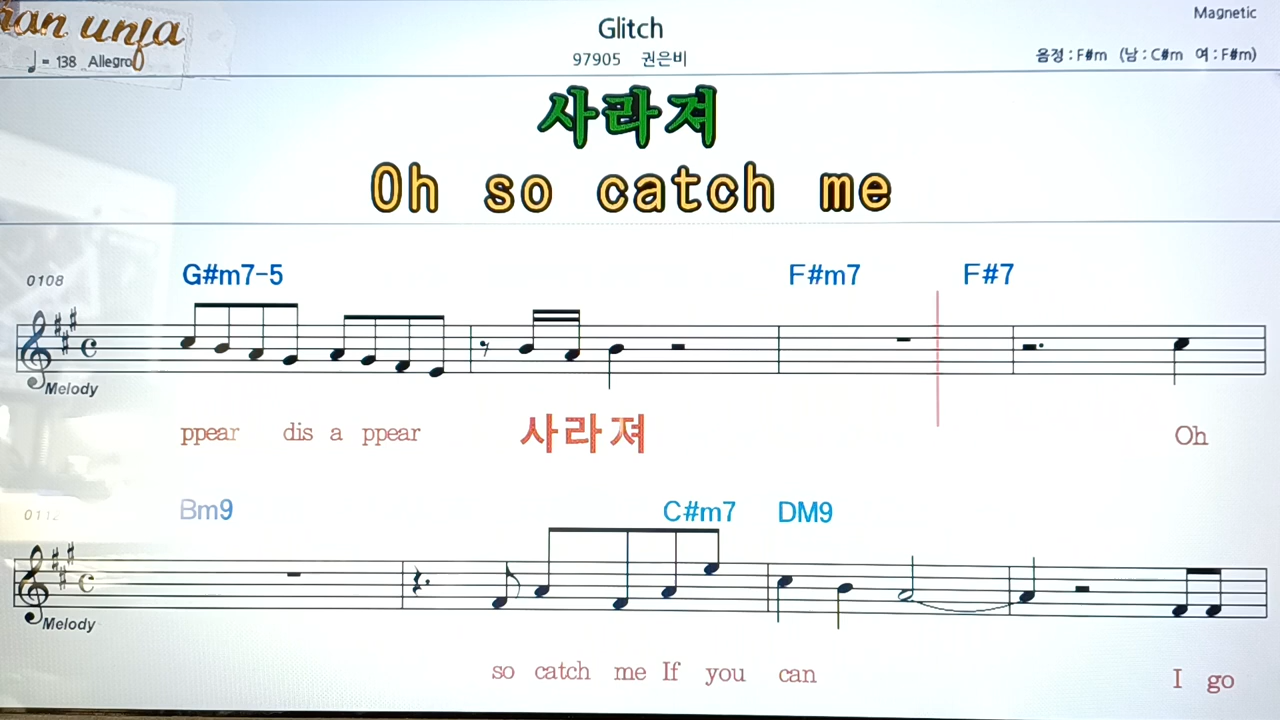 Glitch
Magnetic
♩= 138 Allegro
97905 권은비
음정 : F#m (남 : C#m 여 : F#m)
사라져
Oh so catch me
0108
G#m7-5 F#m7 F#7
Melody
ppear dis a ppear 사라져 Oh
0112
Bm9 C#m7 DM9
Melody
so catch me If you can I go